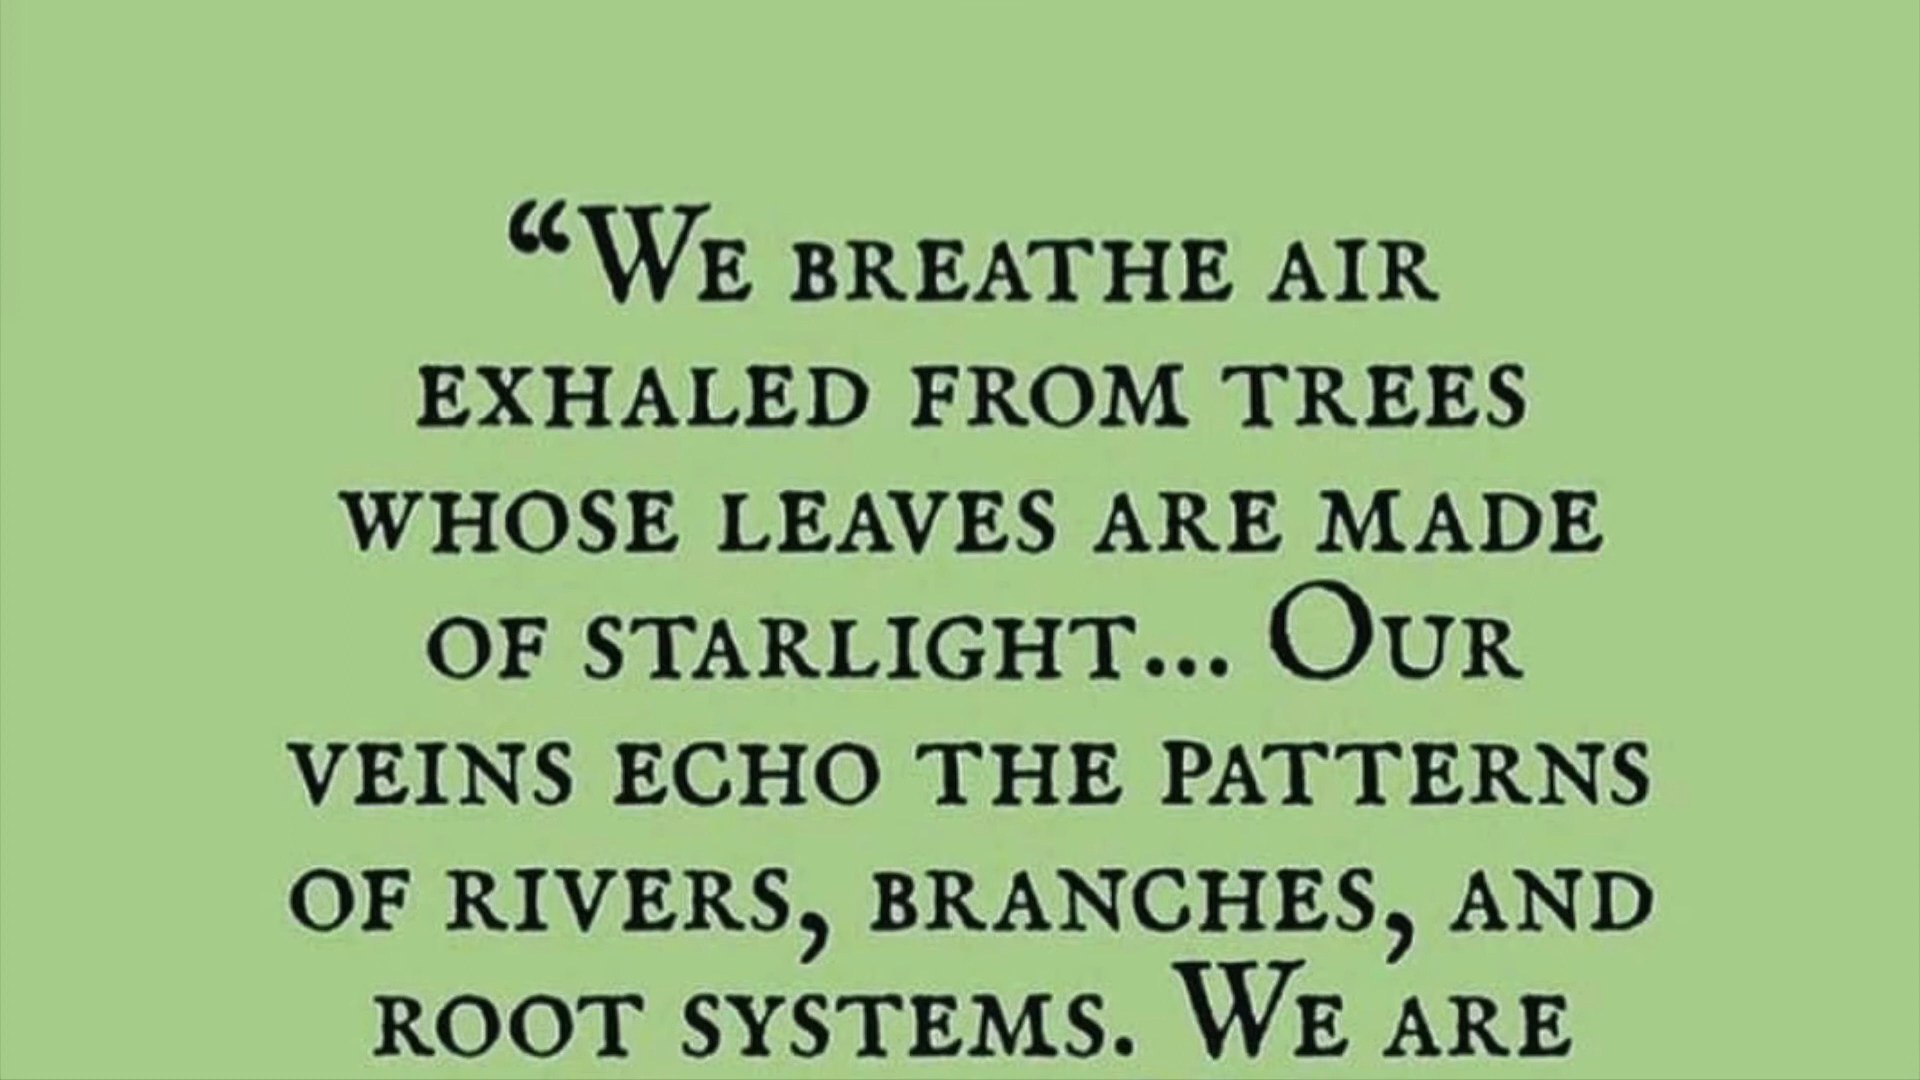 “We breathe air
exhaled from trees
whose leaves are made
of starlight... Our
veins echo the patterns
of rivers, branches, and
root systems. We are